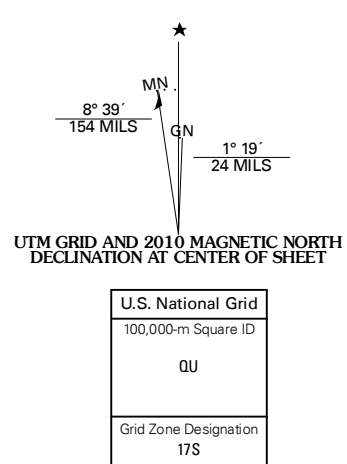 ★
MN
8° 39´
154 MILS
GN
1° 19´
24 MILS
UTM GRID AND 2010 MAGNETIC NORTH
DECLINATION AT CENTER OF SHEET
U.S. National Grid
100,000-m Square ID
QU
Grid Zone Designation
17S